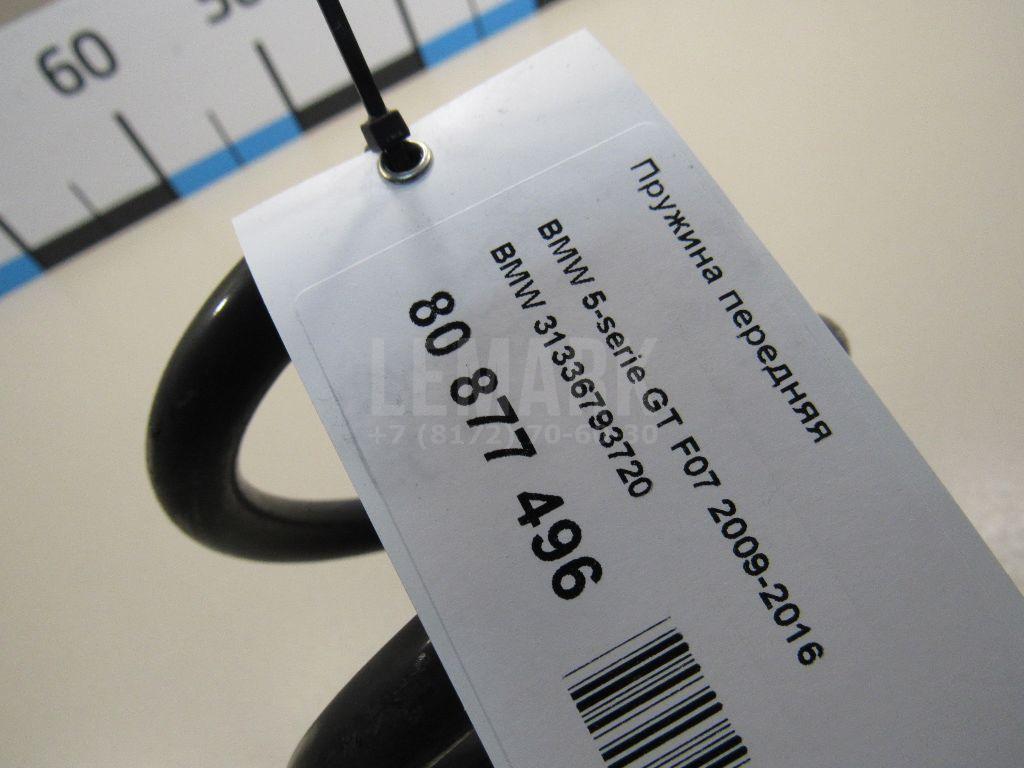 60
Пружина передняя
BMW 5-serie GT F07 2009-2016
BMW 31336793720
80 877 496
LEMARK